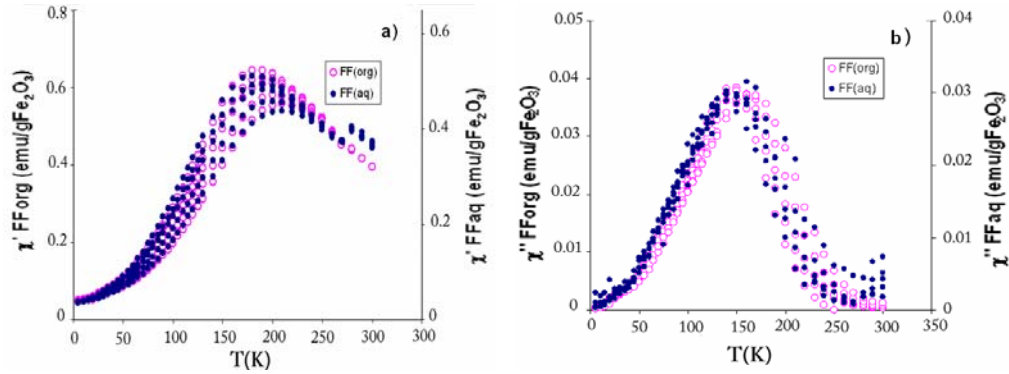 a)
0.8
0.6
0.4
0.2
0
χ' FForg (emu/gFe₂O₃)
0.6
0.4
0.2
0
χ' FFaq (emu/gFe₂O₃)
FF(org)
FF(aq)
0 50 100 150 200 250 300 350
T(K)
b)
0.05
0.04
0.03
0.02
0.01
0
χ'' FForg (emu/gFe₂O₃)
0.04
0.03
0.02
0.01
0
χ'' FFaq (emu/gFe₂O₃)
FF(org)
FF(aq)
0 50 100 150 200 250 300 350
T(K)